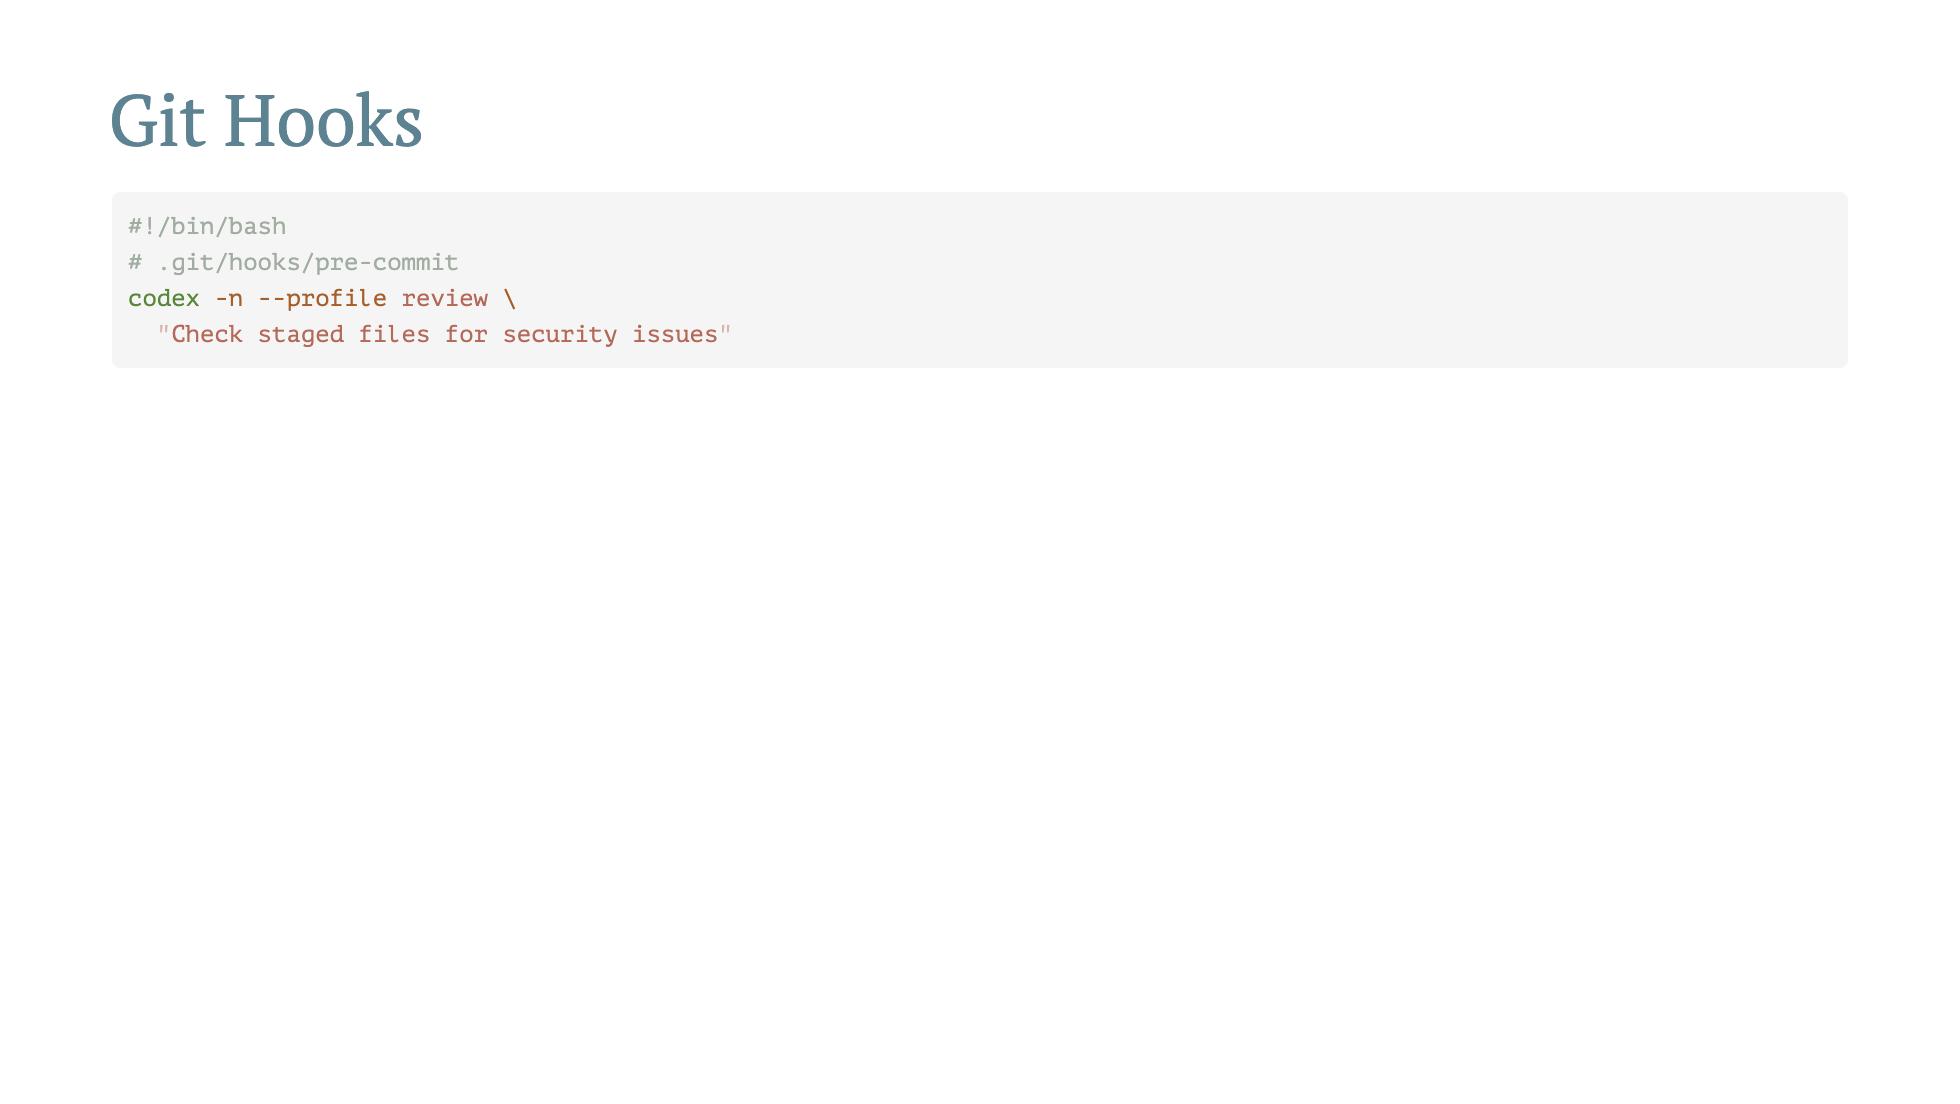 Git Hooks
#!/bin/bash
# .git/hooks/pre-commit
codex -n --profile review \
  "Check staged files for security issues"